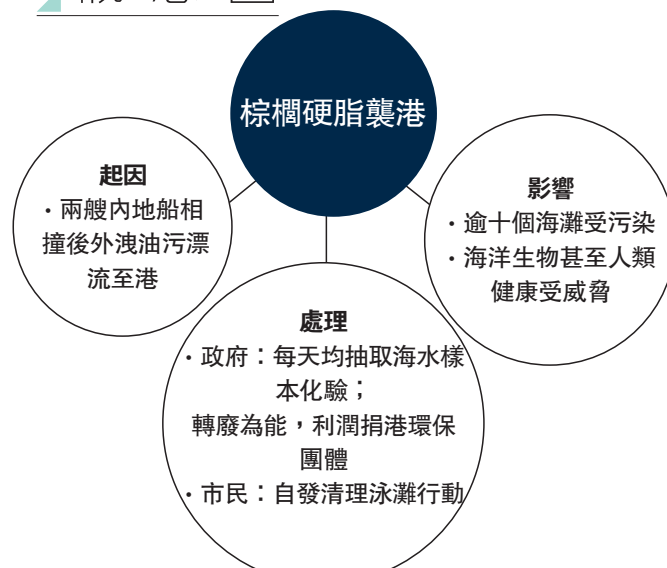 棕櫚硬脂襲港
起因
·兩艘內地船相
撞後外洩油污漂
流至港
影響
·逾十個海灘受污染
·海洋生物甚至人類
健康受威脅
處理
·政府：每天均抽取海水樣
本化驗；
轉廢為能，利潤捐港環保
團體
·市民：自發清理泳灘行動